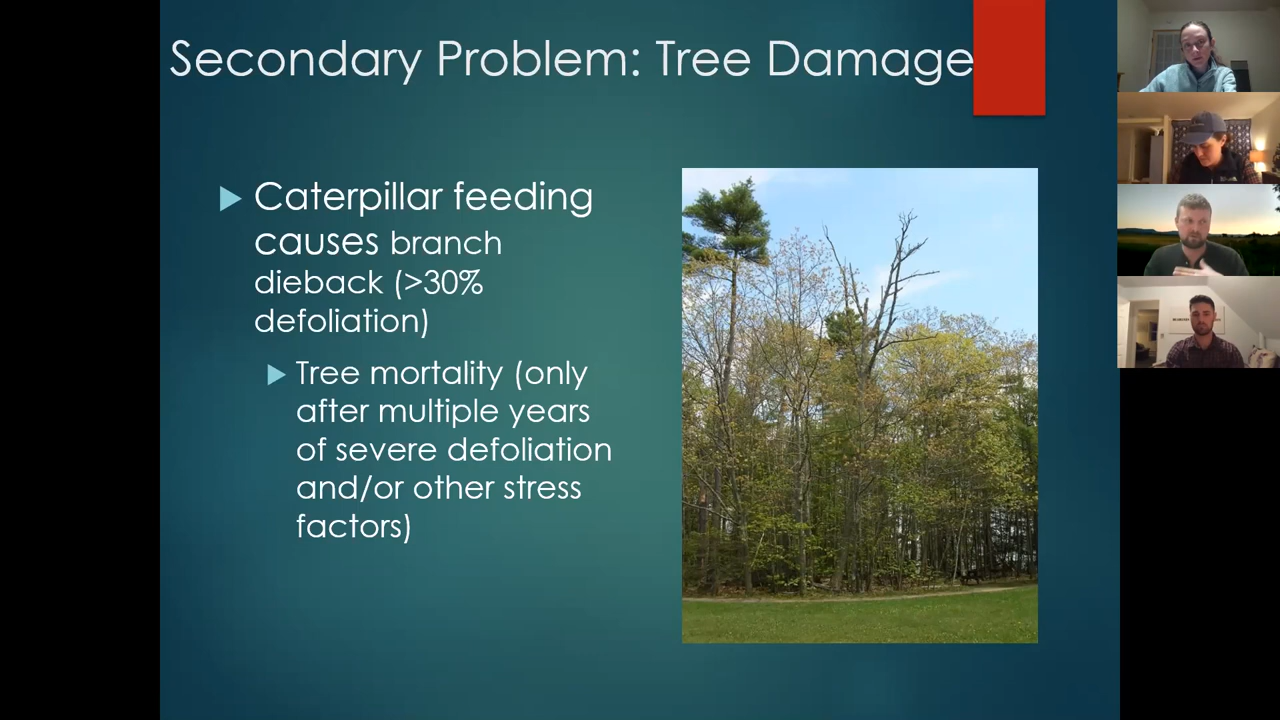 Secondary Problem: Tree Damage
Caterpillar feeding
causes branch
dieback (>30%
defoliation)
Tree mortality (only
after multiple years
of severe defoliation
and/or other stress
factors)